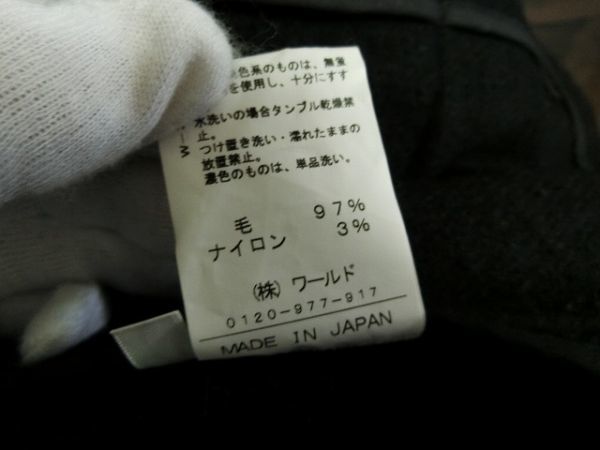 色系のものは、無蛍
を使用し、十分にすす
水洗いの場合タンブル乾燥禁
止。
つけ置き洗い・濡れたままの
放置禁止。
濃色のものは、単品洗い。
毛 97%
ナイロン 3%
(株) ワールド
0120-977-917
MADE IN JAPAN